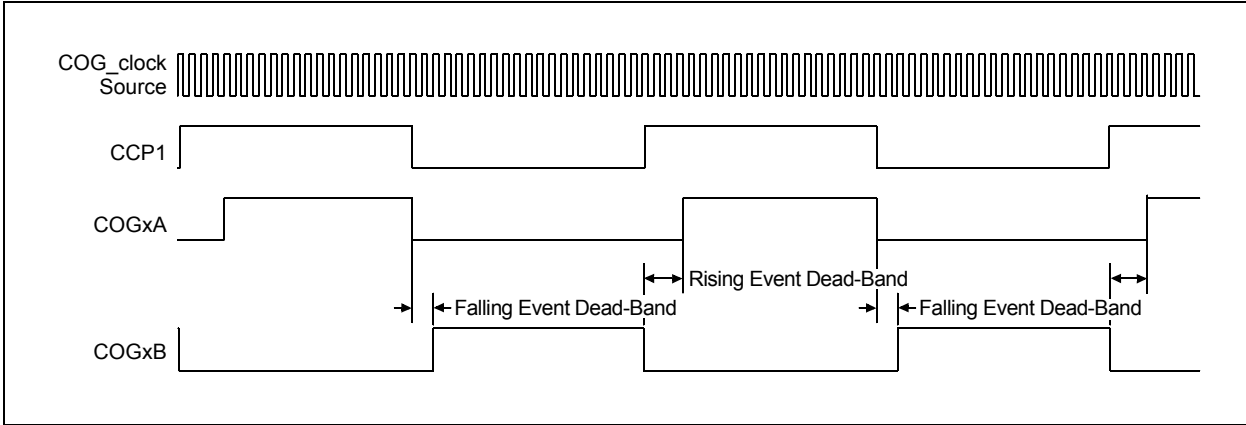 COG_clock
Source
CCP1
COGxA
Rising Event Dead-Band
Falling Event Dead-Band
Falling Event Dead-Band
COGxB